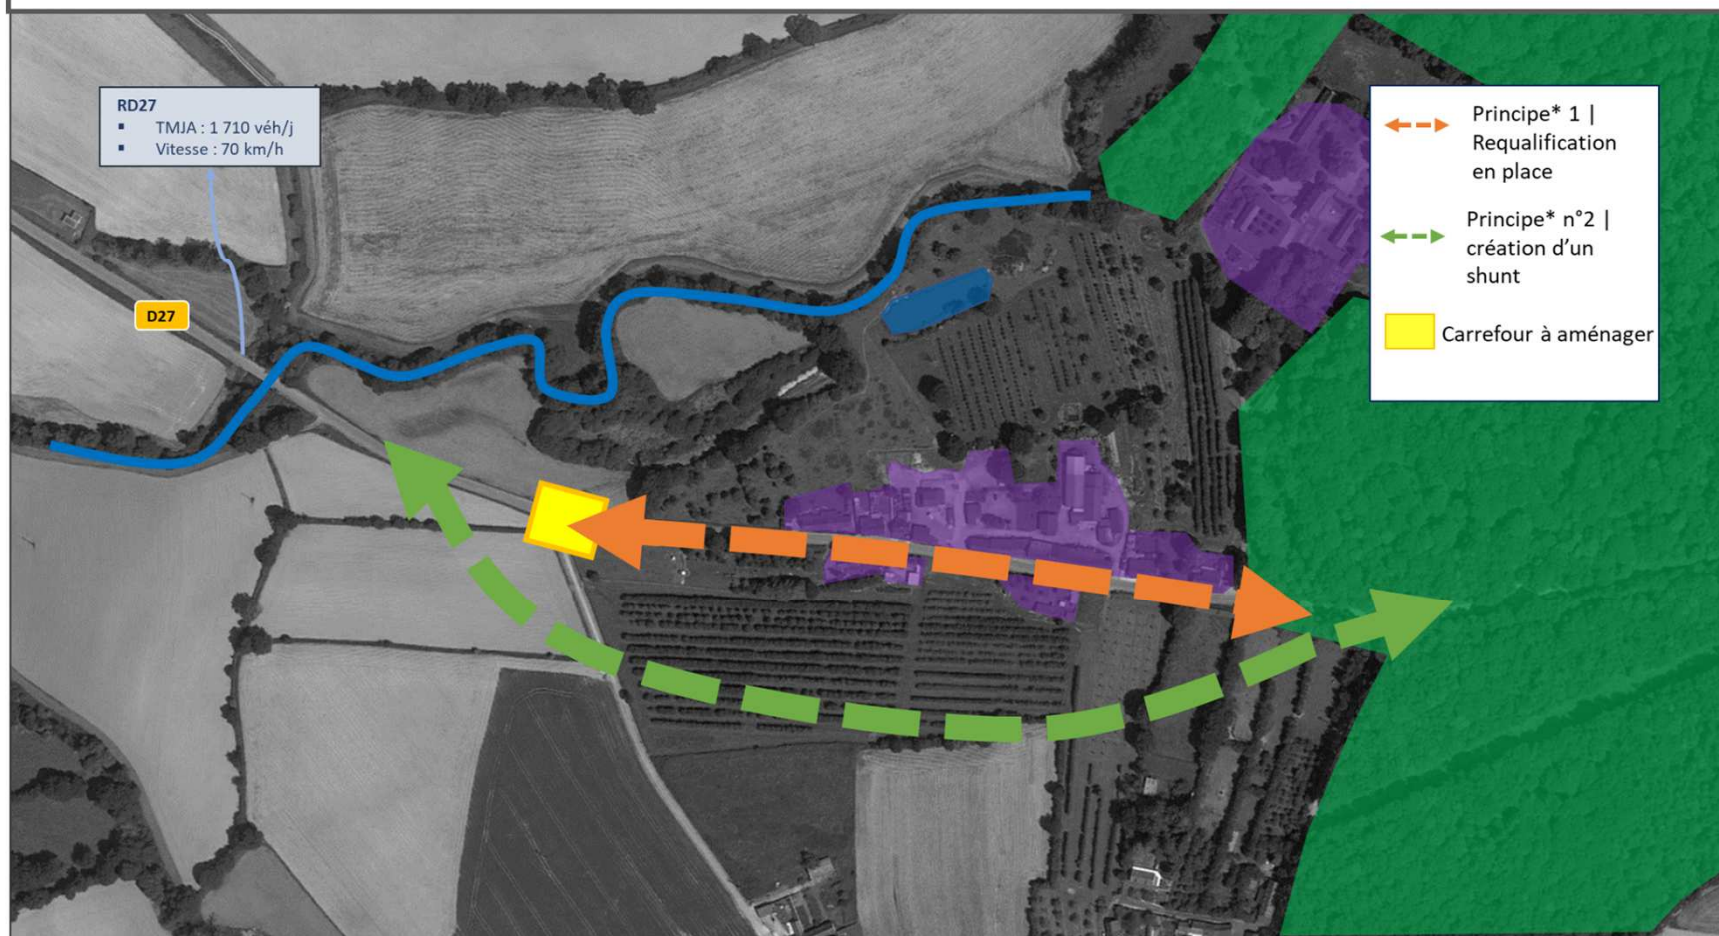 RD27
▪ TMJA : 1 710 véh/j
▪ Vitesse : 70 km/h
D27
Principe* 1 |
Requalification
en place
Principe* n°2 |
création d’un
shunt
Carrefour à aménager